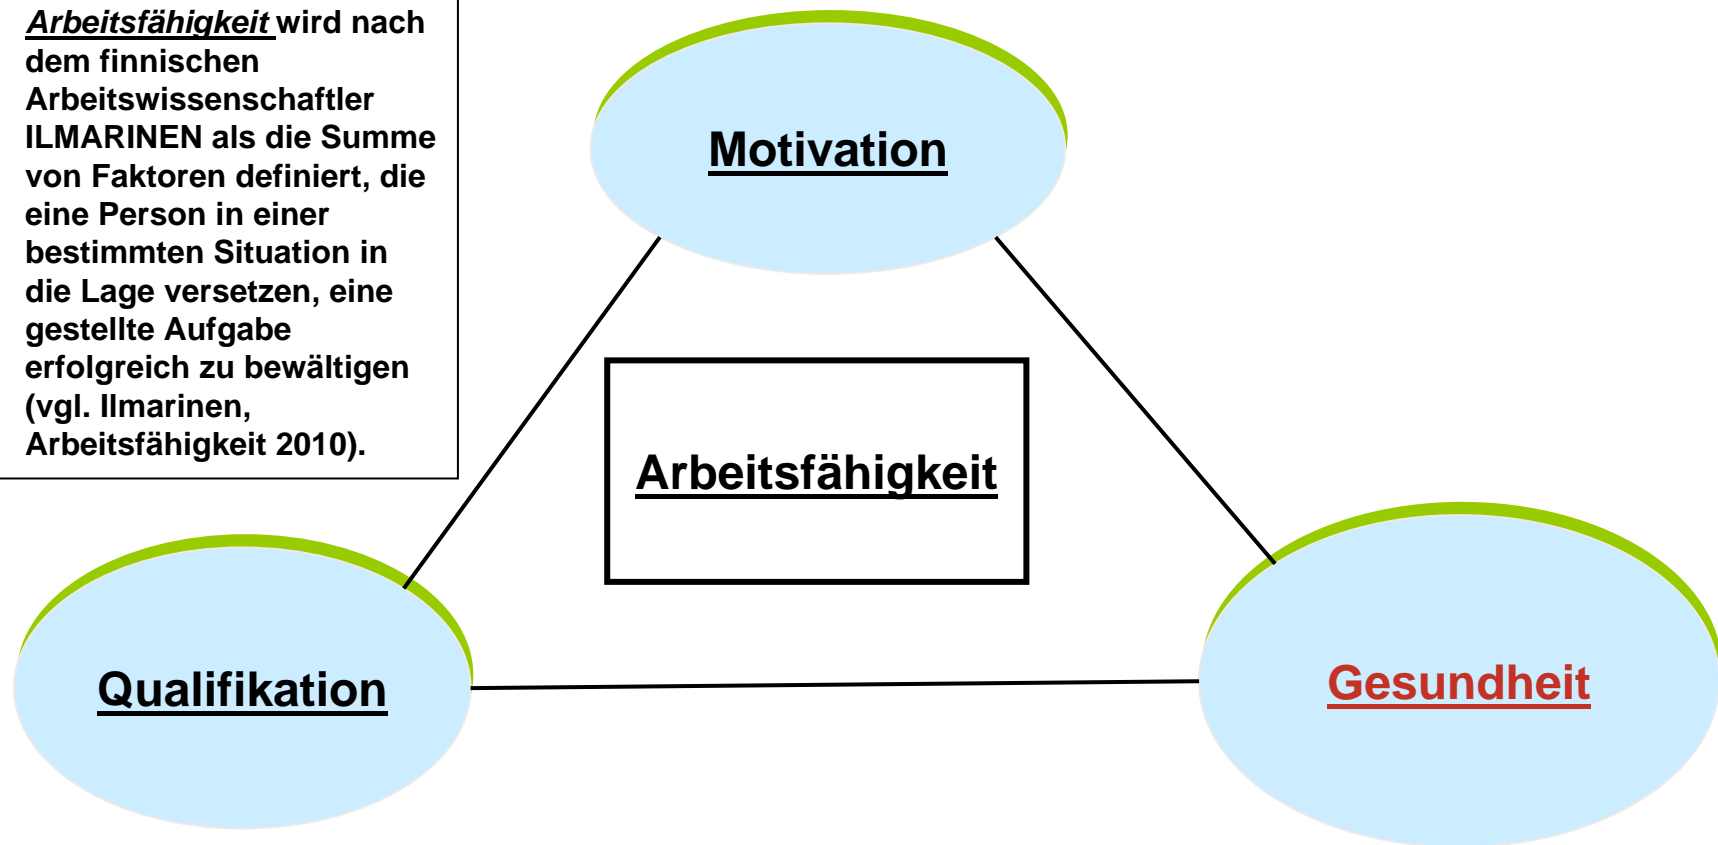 Arbeitsfähigkeit wird nach
dem finnischen
Arbeitswissenschaftler
ILMARINEN als die Summe
von Faktoren definiert, die
eine Person in einer
bestimmten Situation in
die Lage versetzen, eine
gestellte Aufgabe
erfolgreich zu bewältigen
(vgl. Ilmarinen,
Arbeitsfähigkeit 2010).
Motivation
Arbeitsfähigkeit
Qualifikation
Gesundheit